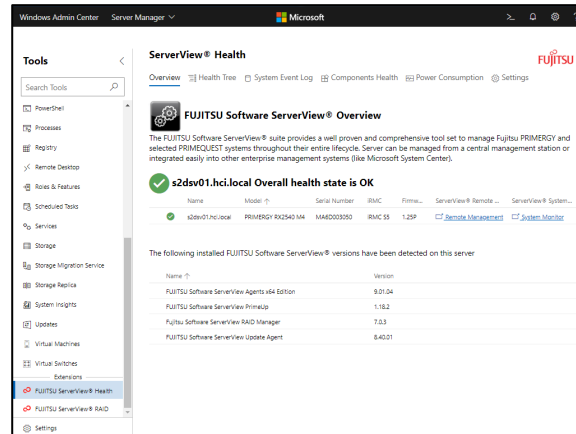 Windows Admin Center Server Manager Microsoft
Tools
Search Tools
PowerShell
Processes
Registry
Remote Desktop
Roles & Features
Scheduled Tasks
Services
Storage
Storage Migration Service
Storage Replica
System Insights
Updates
Virtual Machines
Virtual Switches
Extensions
FUJITSU ServerView® Health
FUJITSU ServerView® RAID
Settings
ServerView® Health
FUJITSU
Overview Health Tree System Event Log Components Health Power Consumption Settings
FUJITSU Software ServerView® Overview
The FUJITSU Software ServerView® suite provides a well proven and comprehensive tool set to manage Fujitsu PRIMERGY and
selected PRIMEQUEST systems throughout their entire lifecycle. Server can be managed from a central management station or
integrated easily into other enterprise management systems (like Microsoft System Center).
s2dsv01.hci.local Overall health state is OK
Name Model ↑ Serial Number iRMC Firmw... ServerView® Remote ... ServerView® System...
s2dsv01.hci.local PRIMERGY RX2540 M4 MA6D003050 iRMC S5 1.25P Remote Management System Monitor
The following installed FUJITSU Software ServerView® versions have been detected on this server
Name ↑ Version
FUJITSU Software ServerView Agents x64 Edition 9.01.04
FUJITSU Software ServerView PrimeUp 1.18.2
Fujitsu Software ServerView RAID Manager 7.0.3
FUJITSU Software ServerView Update Agent 8.40.01